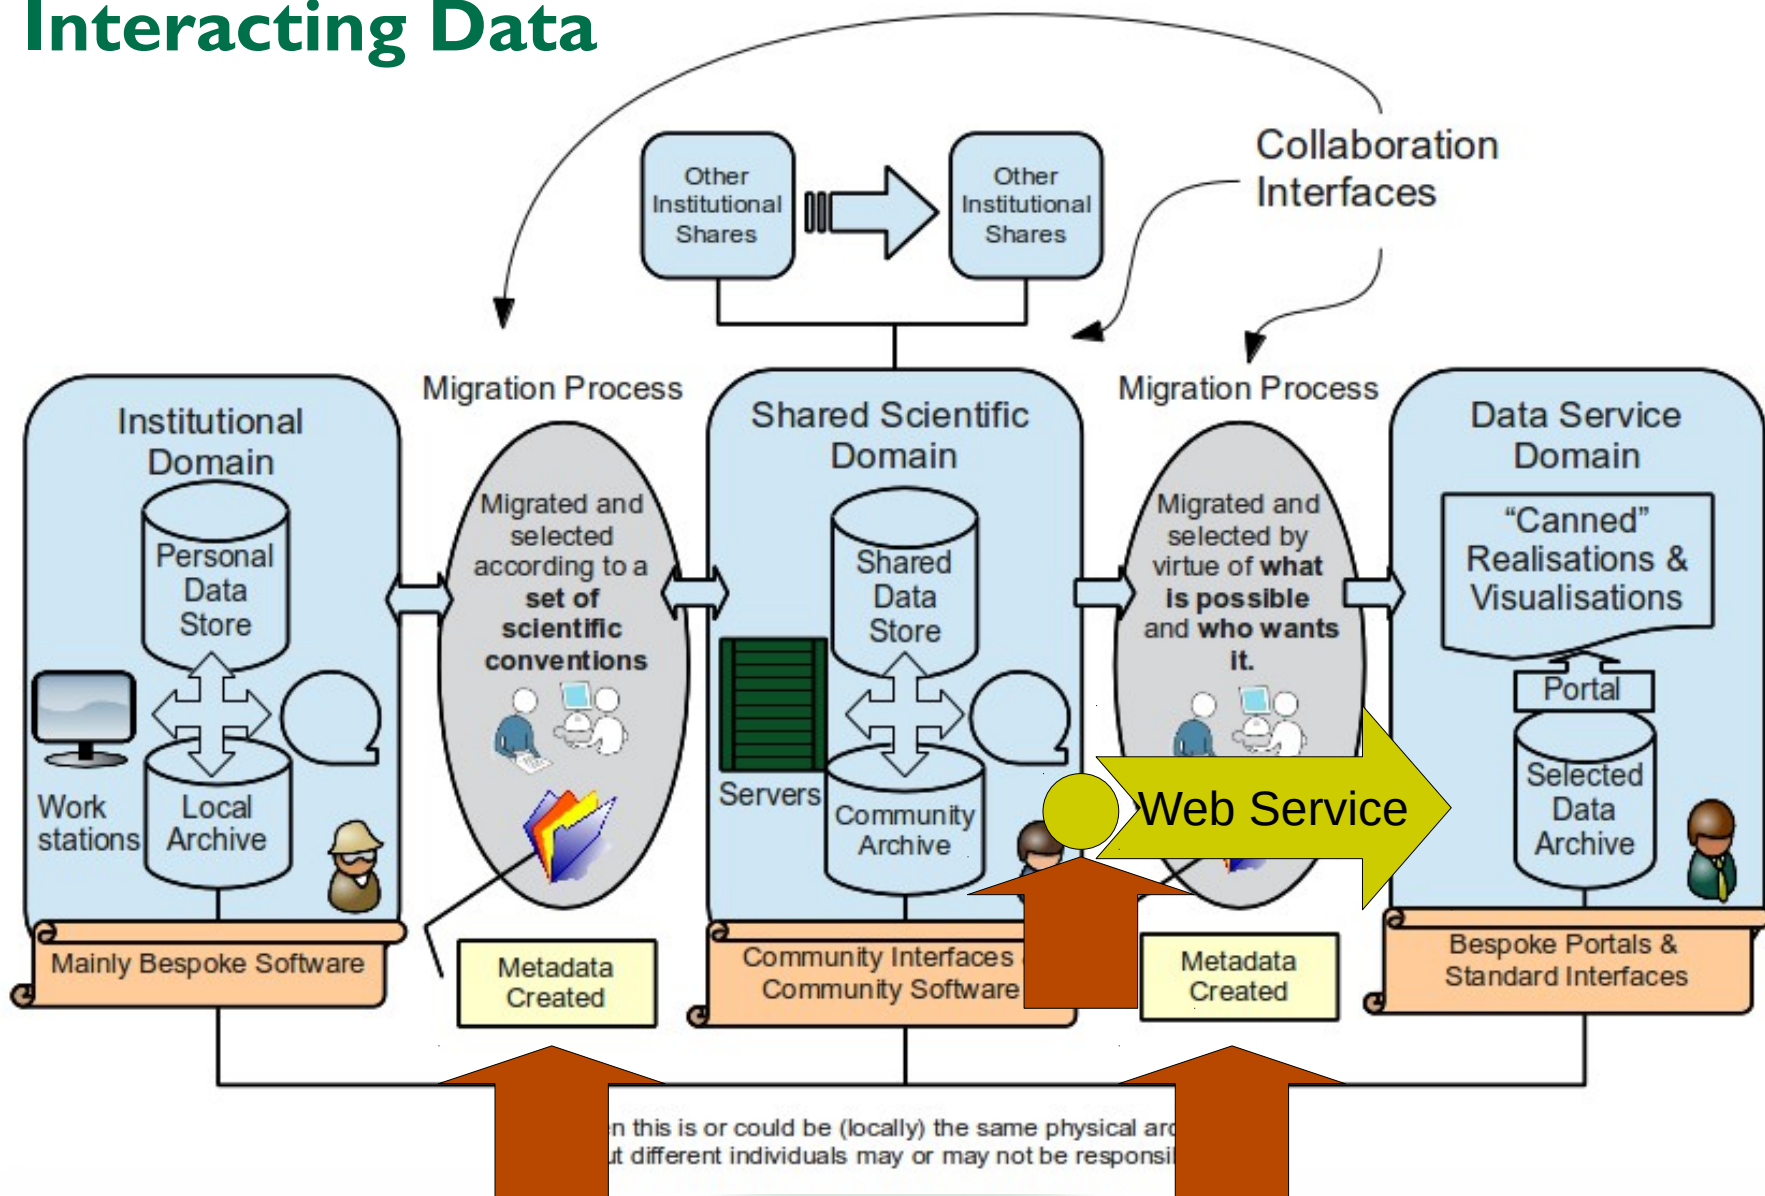 Interacting Data
Collaboration
Interfaces
Other
Institutional
Shares
Other
Institutional
Shares
Institutional
Domain
Personal
Data
Store
Work
stations
Local
Archive
Mainly Bespoke Software
Migration Process
Migrated and
selected
according to a
set of
scientific
conventions
Metadata
Created
Shared Scientific
Domain
Shared
Data
Store
Servers
Community
Archive
Community Interfaces
Community Software
Migration Process
Migrated and
selected by
virtue of what
is possible
and who wants
it.
Web Service
Metadata
Created
Data Service
Domain
“Canned”
Realisations &
Visualisations
Portal
Selected
Data
Archive
Bespoke Portals &
Standard Interfaces
this is or could be (locally) the same physical
different individuals may or may not be